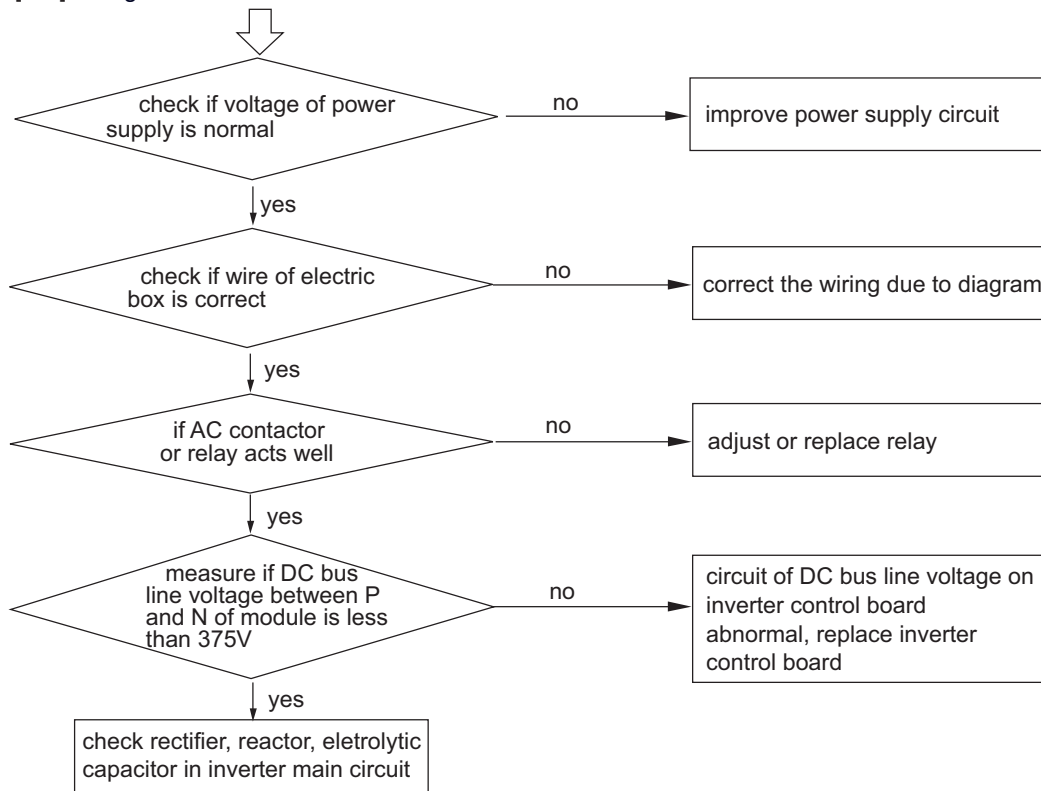 check if voltage of power
supply is normal
no
improve power supply circuit
yes
check if wire of electric
box is correct
no
correct the wiring due to diagram
yes
if AC contactor
or relay acts well
no
adjust or replace relay
yes
measure if DC bus
line voltage between P
and N of module is less
than 375V
no
circuit of DC bus line voltage on
inverter control board
abnormal, replace inverter
control board
yes
check rectifier, reactor, eletrolytic
capacitor in inverter main circuit